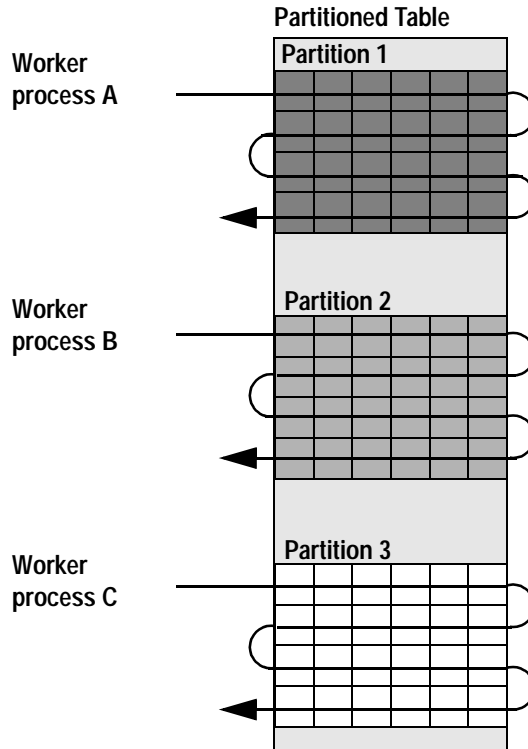 Partitioned Table
Partition 1
Worker
process A
Partition 2
Worker
process B
Partition 3
Worker
process C